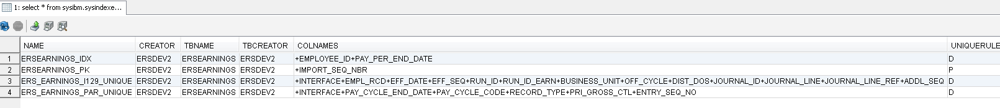 1: select * from sysibm.sysindexe...
NAME CREATOR TBNAME TBCREATOR COLNAMES UNIQUERULE
1 ERSEARNINGS_IDX ERSDEV2 ERSEARNINGS ERSDEV2 +EMPLOYEE_ID+PAY_PER_END_DATE D
2 ERSEARNINGS_PK ERSDEV2 ERSEARNINGS ERSDEV2 +IMPORT_SEQ_NBR P
3 ERS_EARNINGS_I129_UNIQUE ERSDEV2 ERSEARNINGS ERSDEV2 +INTERFACE+EMPL_RCD+EFF_DATE+EFF_SEQ+RUN_ID+RUN_ID_EARN+BUSINESS_UNIT+OFF_CYCLE+DIST_DOS+JOURNAL_ID+JOURNAL_LINE+JOURNAL_LINE_REF+ADDL_SEQ D
4 ERS_EARNINGS_PAR_UNIQUE ERSDEV2 ERSEARNINGS ERSDEV2 +INTERFACE+PAY_CYCLE_END_DATE+PAY_CYCLE_CODE+RECORD_TYPE+PRI_GROSS_CTL+ENTRY_SEQ_NO D